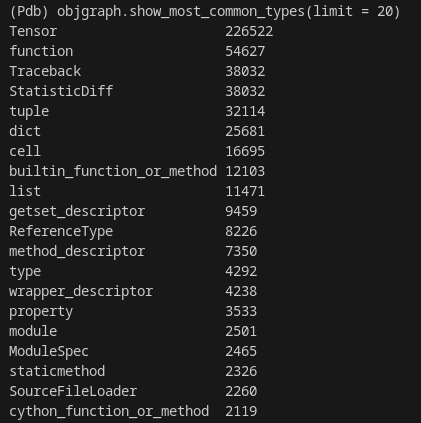 (Pdb) objgraph.show_most_common_types(limit = 20)
Tensor                     226522
function                   54627
Traceback                  38032
StatisticDiff              38032
tuple                      32114
dict                       25681
cell                       16695
builtin_function_or_method 12103
list                       11471
getset_descriptor          9459
ReferenceType              8226
method_descriptor          7350
type                       4292
wrapper_descriptor         4238
property                   3533
module                     2501
ModuleSpec                 2465
staticmethod               2326
SourceFileLoader           2260
cython_function_or_method  2119